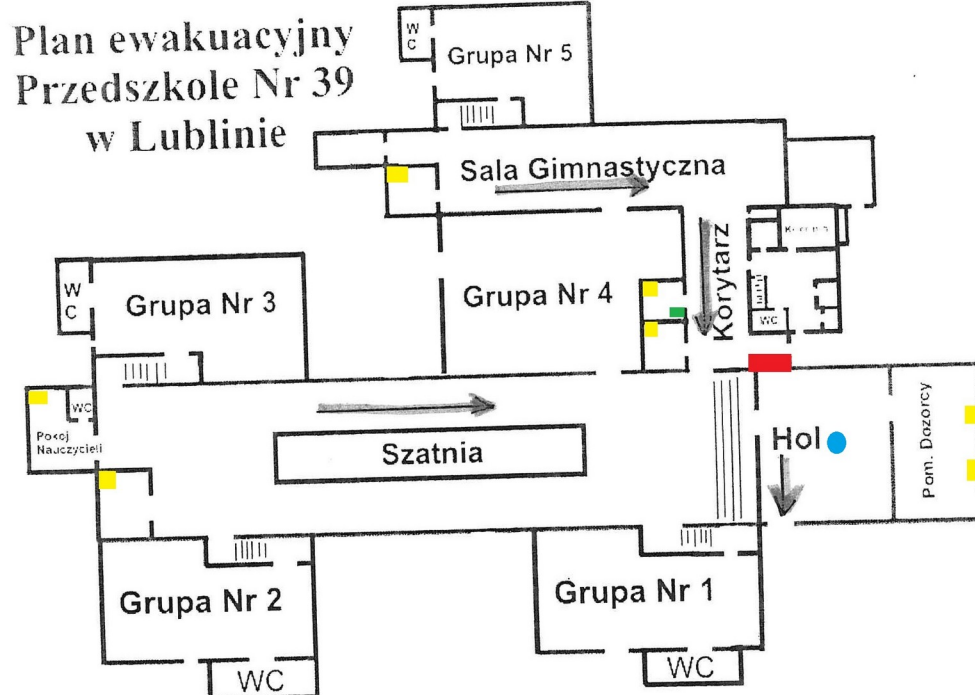 Plan ewakuacyjny
Przedszkole Nr 39
w Lublinie
W
C
Grupa Nr 5
Sala Gimnastyczna
Korytarz
W
C
Grupa Nr 3
Grupa Nr 4
WC
WC
Pokój
Nauczycieli
Szatnia
Hol
Pom. Dozorcy
Grupa Nr 2
Grupa Nr 1
WC
WC